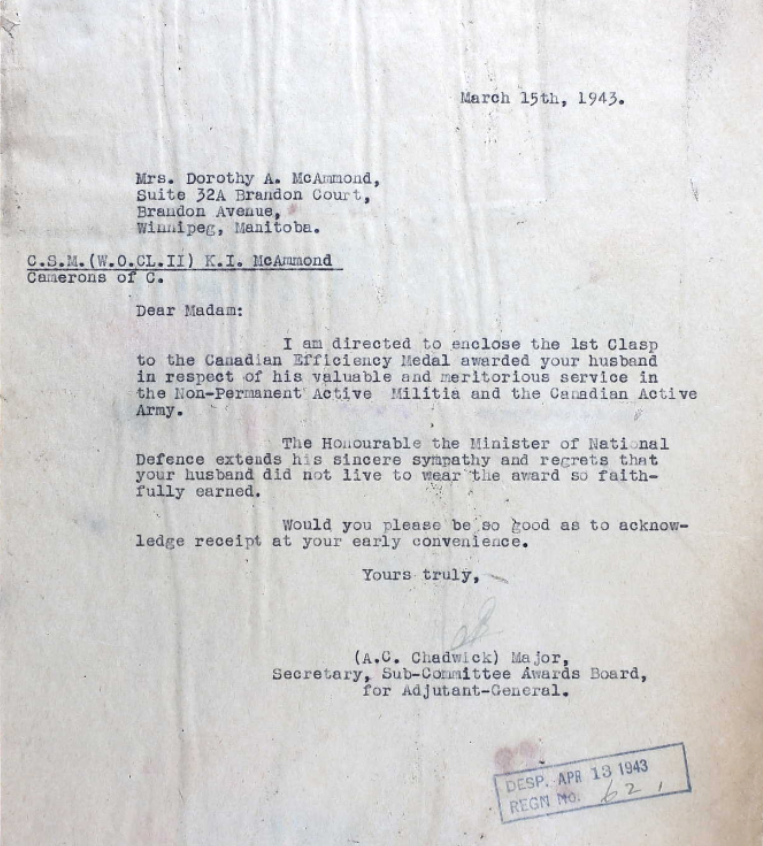 March 15th, 1943.
Mrs. Dorothy A. McAmmond,
Suite 32A Brandon Court,
Brandon Avenue,
Winnipeg, Manitoba.
C.S.M.(W.O.CL.II) K.I. McAmmond
Camerons of C.
Dear Madam:
I am directed to enclose the 1st Clasp
to the Canadian Efficiency Medal awarded your husband
in respect of his valuable and meritorious service in
the Non-Permanent Active Militia and the Canadian Active
Army.
The Honourable the Minister of National
Defence extends his sincere sympathy and regrets that
your husband did not live to wear the award so faith-
fully earned.
Would you please be so good as to acknow-
ledge receipt at your early convenience.
Yours truly,
(A.C. Chadwick) Major,
Secretary, Sub-Committee Awards Board,
for Adjutant-General.
DESP. APR 13 1943
REGN NO. 62